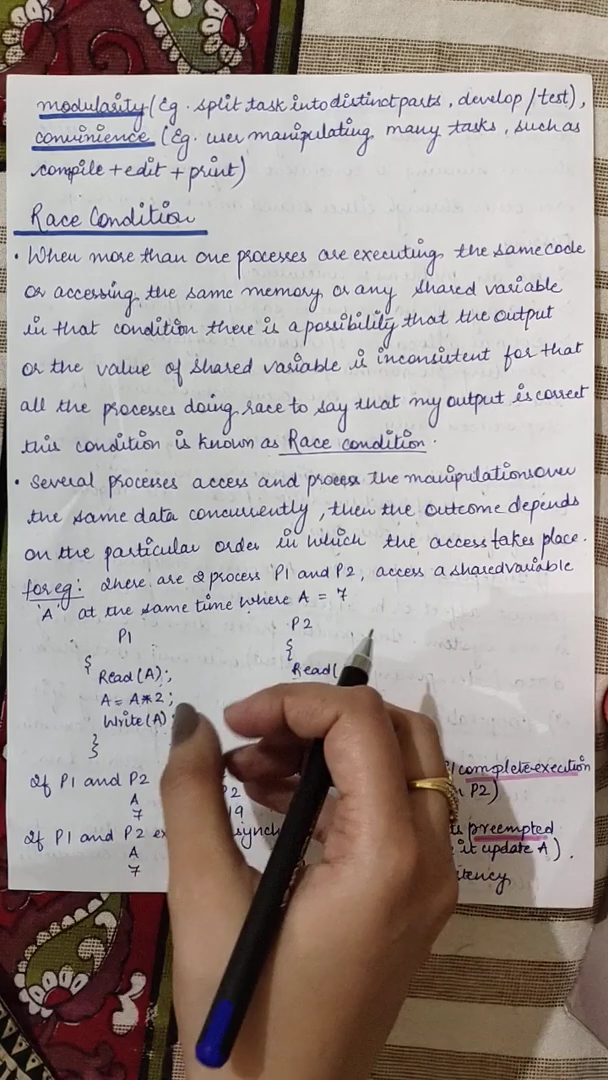 modularity (Eg. split task into distinct parts, develop/test),
convinience (Eg. user manipulating many tasks, such as
compile + edit + print)
Race Condition
• When more than one processes are executing the same code
or accessing the same memory or any shared variable
in that condition there is a possibility that the output
or the value of shared variable is inconsistent for that
all the processes doing race to say that my output is correct
this condition is known as Race condition.
• Several processes access and process the manipulations over
the same data concurrently, then the outcome depends
on the particular order in which the access takes place.
for eg: there are 2 process P1 and P2, access a shared variable
'A' at the same time where A = 7
P1 P2
{ {
Read(A); Read(
A = A*2;
Write(A);
}
If P1 and P2 complete execution
A P2 P2)
7 19
If P1 and P2 preempted
A it update A).
7